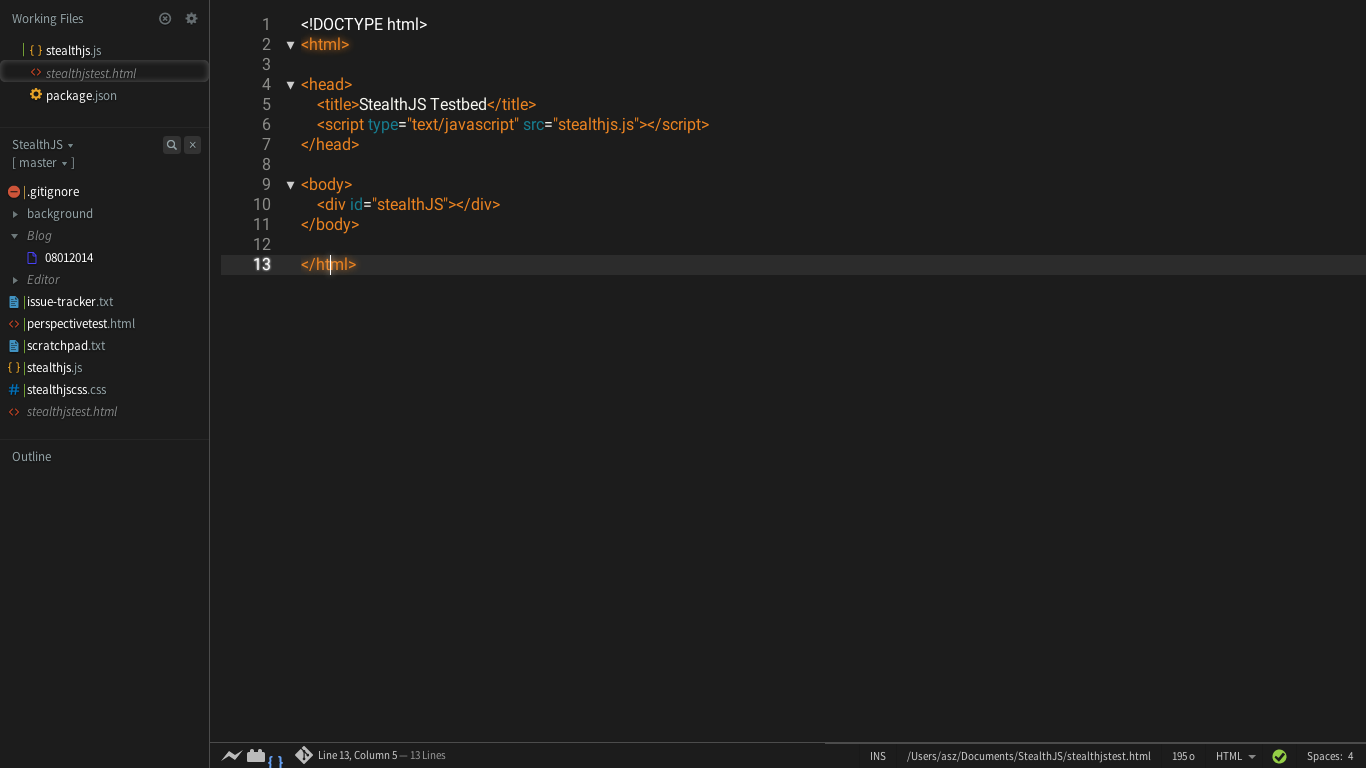 Working Files
stealthjs.js
stealthjstest.html
package.json
StealthJS
[ master ]
.gitignore
background
Blog
08012014
Editor
issue-tracker.txt
perspectivetest.html
scratchpad.txt
stealthjs.js
stealthjscss.css
stealthjstest.html
Outline
1 <!DOCTYPE html>
2 <html>
3
4 <head>
5 <title>StealthJS Testbed</title>
6 <script type="text/javascript" src="stealthjs.js"></script>
7 </head>
8
9 <body>
10 <div id="stealthJS"></div>
11 </body>
12
13 </html>
Line 13, Column 5 — 13 Lines
INS /Users/asz/Documents/StealthJS/stealthjstest.html 195 o HTML Spaces: 4